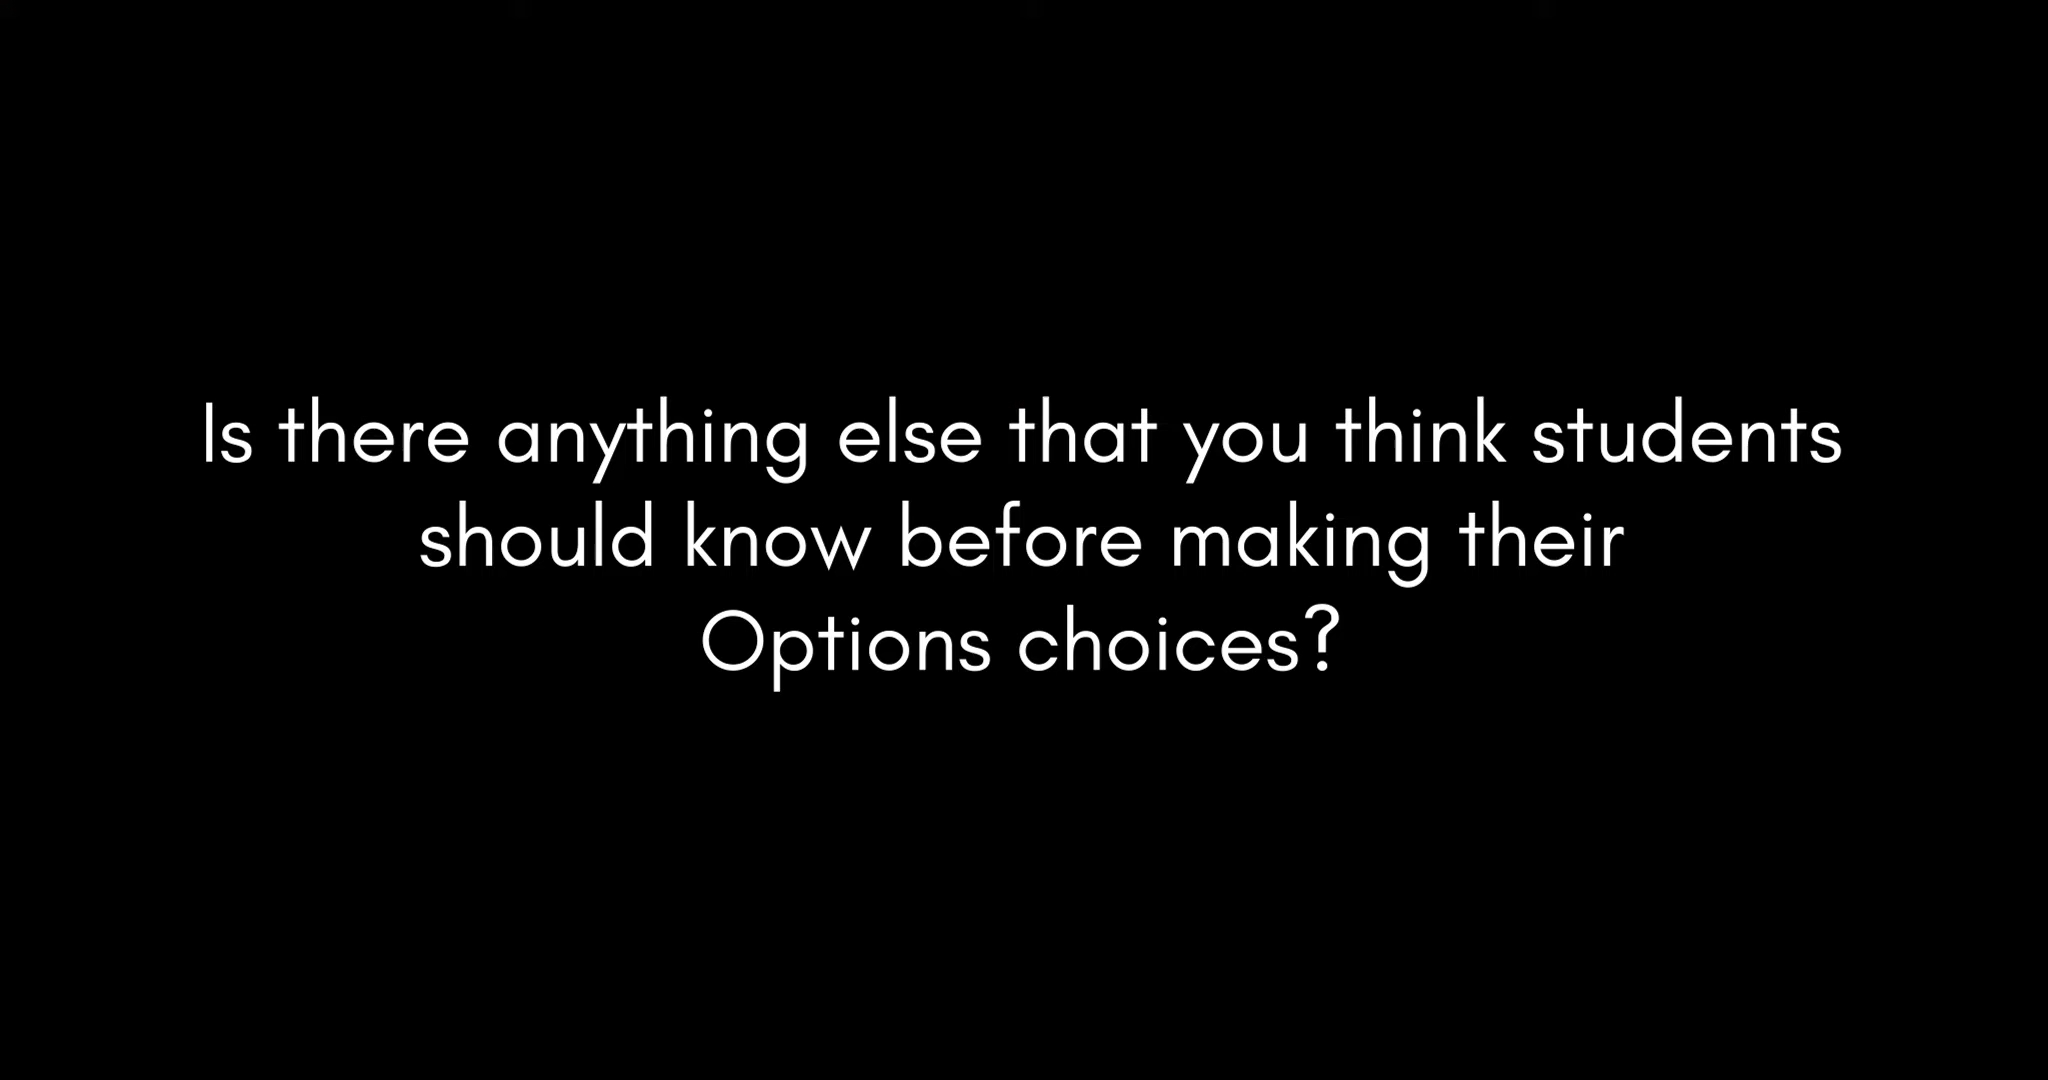 Is there anything else that you think students
should know before making their
Options choices?